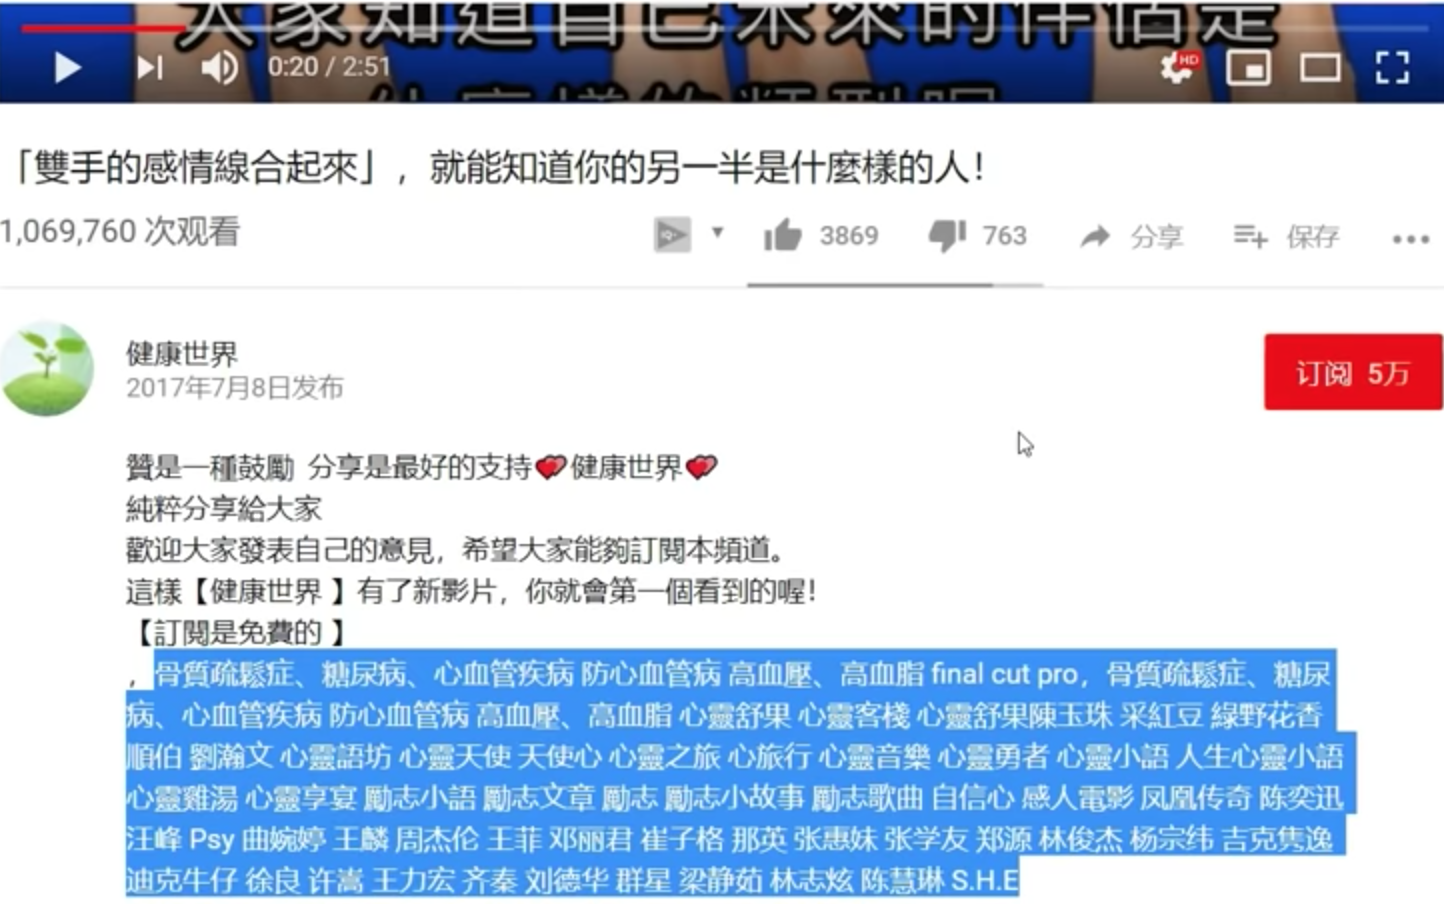 大家知道自己未來的伴侶是
什麼樣的類型呢
0:20 / 2:51
HD
「雙手的感情線合起來」，就能知道你的另一半是什麼樣的人！
1,069,760 次观看
3869
763
分享
保存
健康世界
2017年7月8日发布
订阅 5万
贊是一種鼓勵 分享是最好的支持💕健康世界💕
純粹分享給大家
歡迎大家發表自己的意見，希望大家能夠訂閱本頻道。
這樣【健康世界 】有了新影片，你就會第一個看到的喔！
【訂閱是免費的 】
，骨質疏鬆症、糖尿病、心血管疾病 防心血管病 高血壓、高血脂 final cut pro，骨質疏鬆症、糖尿
病、心血管疾病 防心血管病 高血壓、高血脂 心靈舒果 心靈客棧 心靈舒果陳玉珠 采紅豆 綠野花香
順伯 劉瀚文 心靈語坊 心靈天使 天使心 心靈之旅 心旅行 心靈音樂 心靈勇者 心靈小語 人生心靈小語
心靈雞湯 心靈享宴 勵志小語 勵志文章 勵志 勵志小故事 勵志歌曲 自信心 感人電影 凤凰传奇 陈奕迅
汪峰 Psy 曲婉婷 王麟 周杰伦 王菲 邓丽君 崔子格 那英 张惠妹 张学友 郑源 林俊杰 杨宗纬 吉克隽逸
迪克牛仔 徐良 许嵩 王力宏 齐秦 刘德华 群星 梁静茹 林志炫 陈慧琳 S.H.E